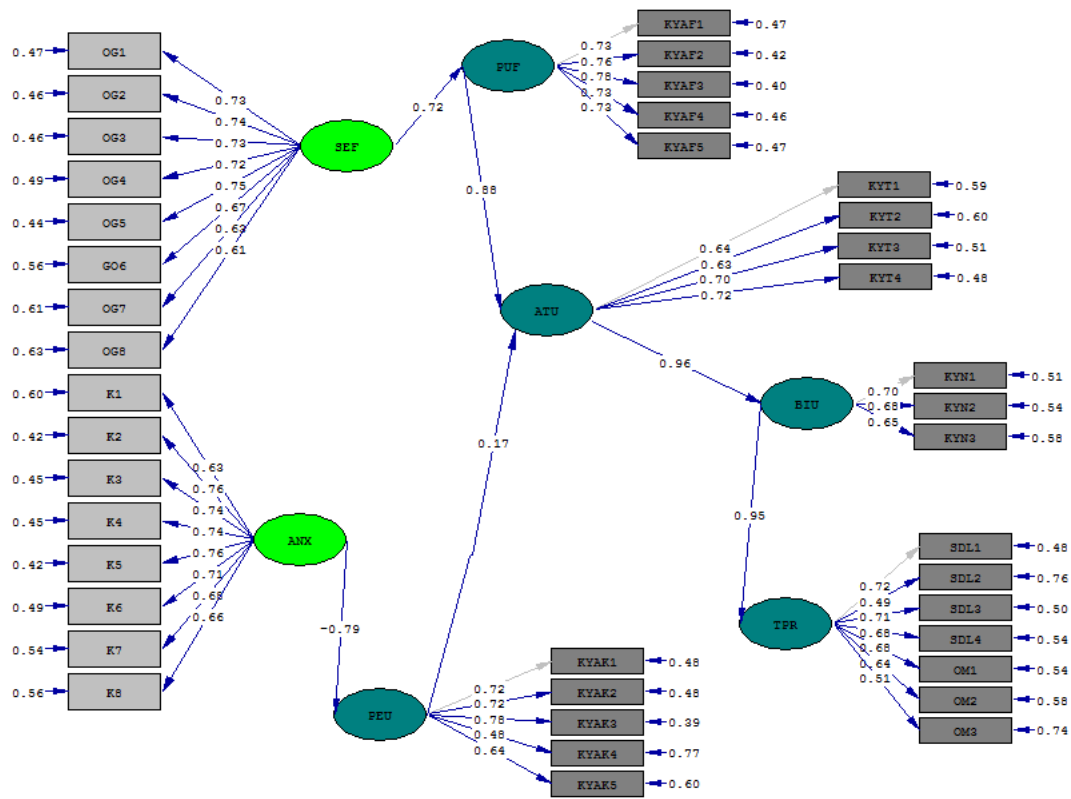 0.47 OG1
0.46 OG2
0.46 OG3
0.49 OG4
0.44 OG5
0.56 GO6
0.61 OG7
0.63 OG8
0.60 K1
0.42 K2
0.45 K3
0.45 K4
0.42 K5
0.49 K6
0.54 K7
0.56 K8
0.73
0.74
0.73
0.72
0.75
0.67
0.63
0.61
SEF
0.63
0.76
0.74
0.74
0.76
0.71
0.68
0.66
ANX
0.72
-0.79
PUF
0.73
0.76
0.78
0.73
0.73
KYAF1 0.47
KYAF2 0.42
KYAF3 0.40
KYAF4 0.46
KYAF5 0.47
0.88
ATU
0.17
0.64
0.63
0.70
0.72
KYT1 0.59
KYT2 0.60
KYT3 0.51
KYT4 0.48
0.96
BIU
0.70
0.68
0.65
KYN1 0.51
KYN2 0.54
KYN3 0.58
0.95
TPR
0.72
0.49
0.71
0.68
0.68
0.64
0.51
SDL1 0.48
SDL2 0.76
SDL3 0.50
SDL4 0.54
OM1 0.54
OM2 0.58
OM3 0.74
PEU
0.72
0.72
0.78
0.48
0.64
KYAK1 0.48
KYAK2 0.48
KYAK3 0.39
KYAK4 0.77
KYAK5 0.60